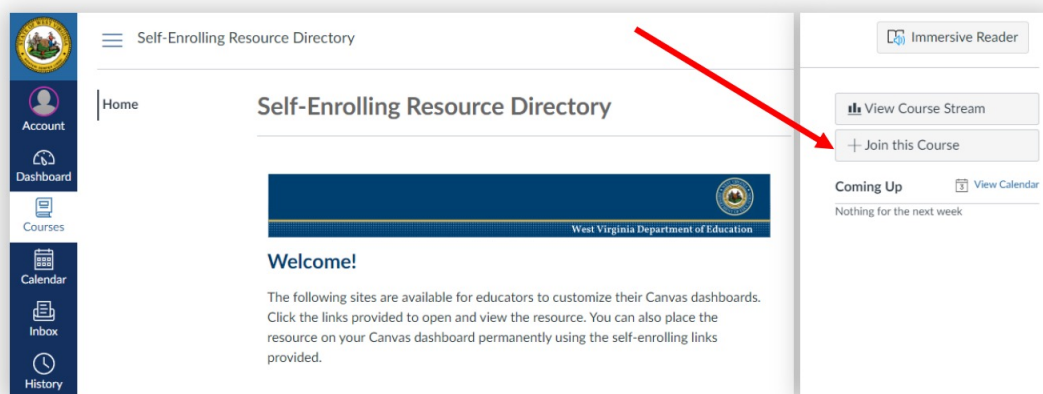 Self-Enrolling Resource Directory
Immersive Reader
Account
Dashboard
Courses
Calendar
Inbox
History
Home
Self-Enrolling Resource Directory
West Virginia Department of Education
Welcome!
The following sites are available for educators to customize their Canvas dashboards.
Click the links provided to open and view the resource. You can also place the
resource on your Canvas dashboard permanently using the self-enrolling links
provided.
View Course Stream
Join this Course
Coming Up
3 View Calendar
Nothing for the next week